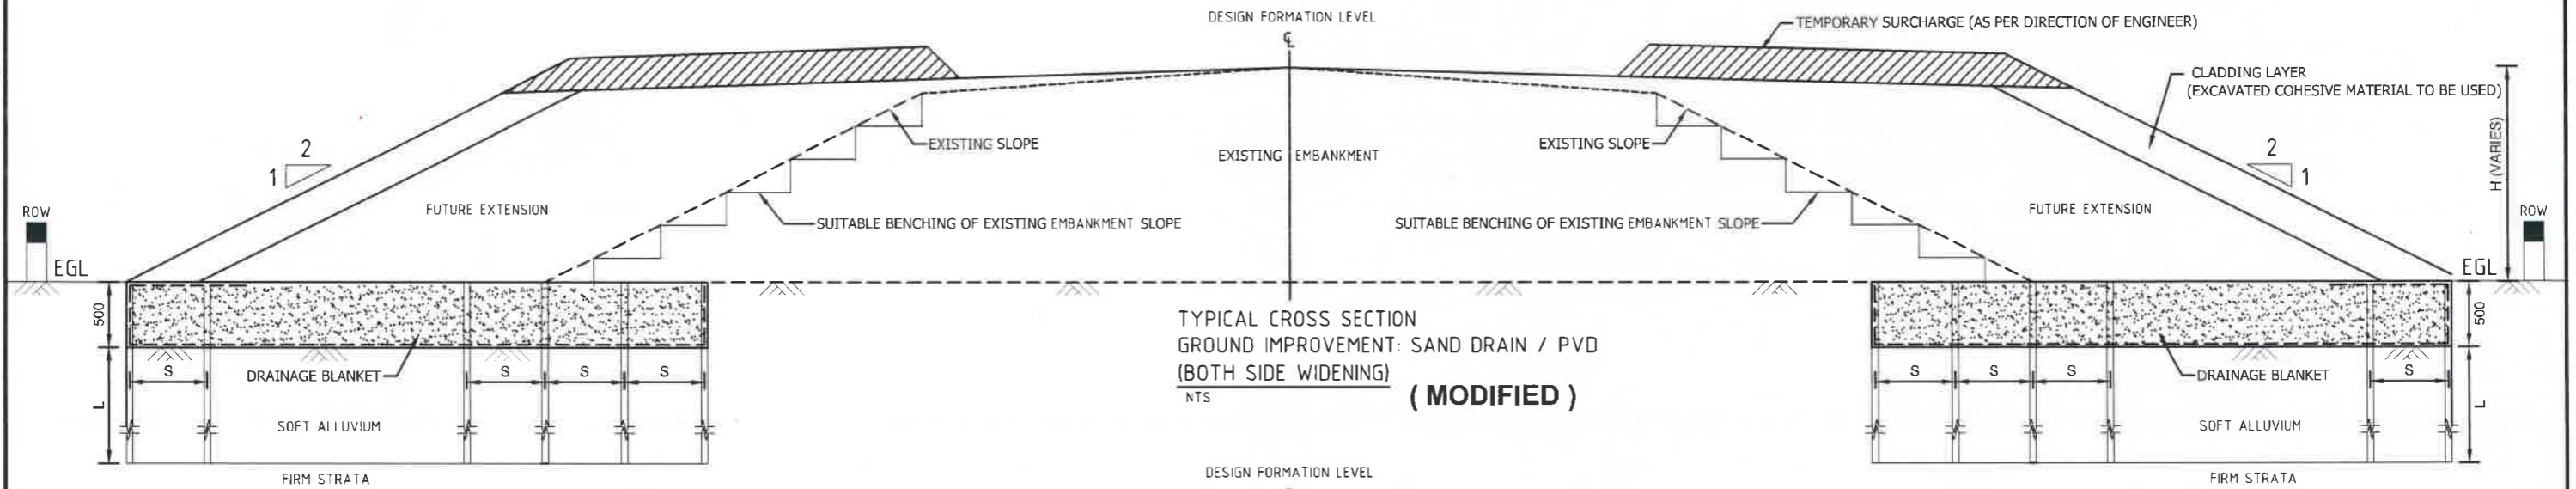 DESIGN FORMATION LEVEL
℄
TEMPORARY SURCHARGE (AS PER DIRECTION OF ENGINEER)
CLADDING LAYER
(EXCAVATED COHESIVE MATERIAL TO BE USED)
H (VARIES)
2
1
EXISTING SLOPE
EXISTING EMBANKMENT
EXISTING SLOPE
2
1
ROW
FUTURE EXTENSION
SUITABLE BENCHING OF EXISTING EMBANKMENT SLOPE
SUITABLE BENCHING OF EXISTING EMBANKMENT SLOPE
FUTURE EXTENSION
ROW
EGL
EGL
500
500
TYPICAL CROSS SECTION
GROUND IMPROVEMENT: SAND DRAIN / PVD
(BOTH SIDE WIDENING)
NTS
( MODIFIED )
S
DRAINAGE BLANKET
S
S
S
S
S
S
DRAINAGE BLANKET
S
L
SOFT ALLUVIUM
SOFT ALLUVIUM
L
FIRM STRATA
DESIGN FORMATION LEVEL
FIRM STRATA